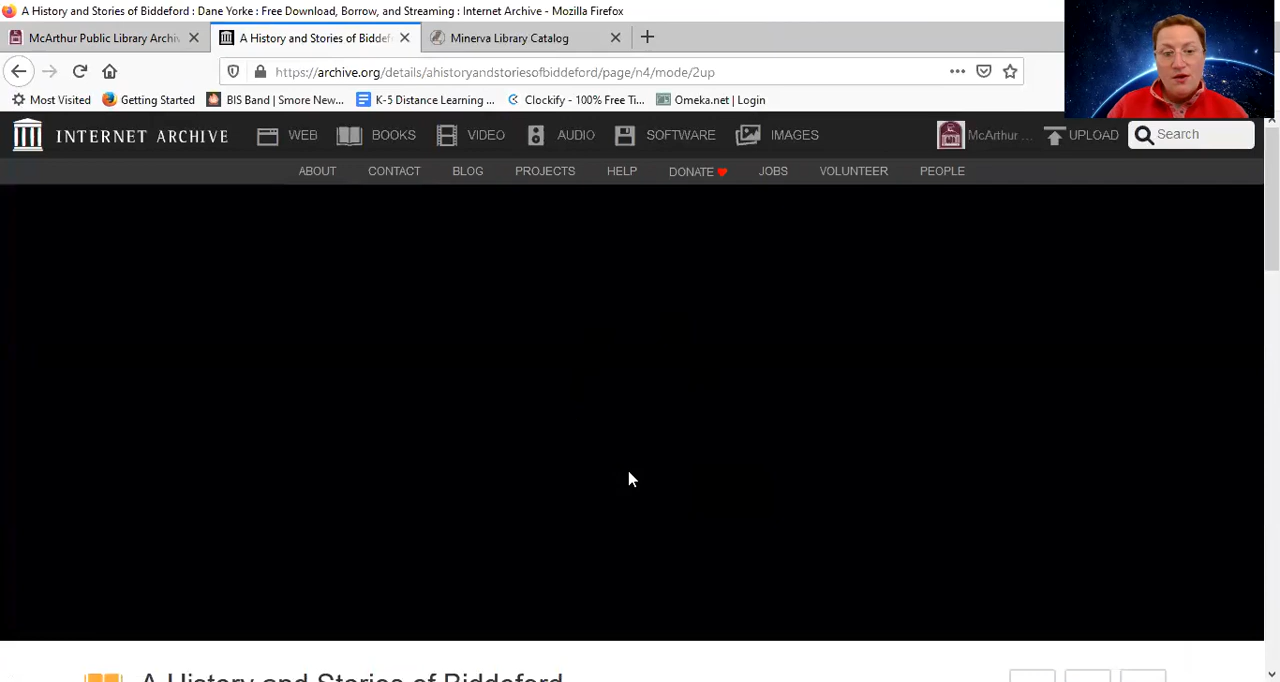 A History and Stories of Biddeford : Dane Yorke : Free Download, Borrow, and Streaming : Internet Archive - Mozilla Firefox
McArthur Public Library Archiv
A History and Stories of Biddef
Minerva Library Catalog
https://archive.org/details/ahistoryandstoriesofbiddeford/page/n4/mode/2up
Most Visited
Getting Started
BIS Band | Smore New...
K-5 Distance Learning ...
Clockify - 100% Free Ti...
Omeka.net | Login
INTERNET ARCHIVE
WEB
BOOKS
VIDEO
AUDIO
SOFTWARE
IMAGES
McArthur ...
UPLOAD
Search
ABOUT
CONTACT
BLOG
PROJECTS
HELP
DONATE
JOBS
VOLUNTEER
PEOPLE
A History and Stories of Biddeford